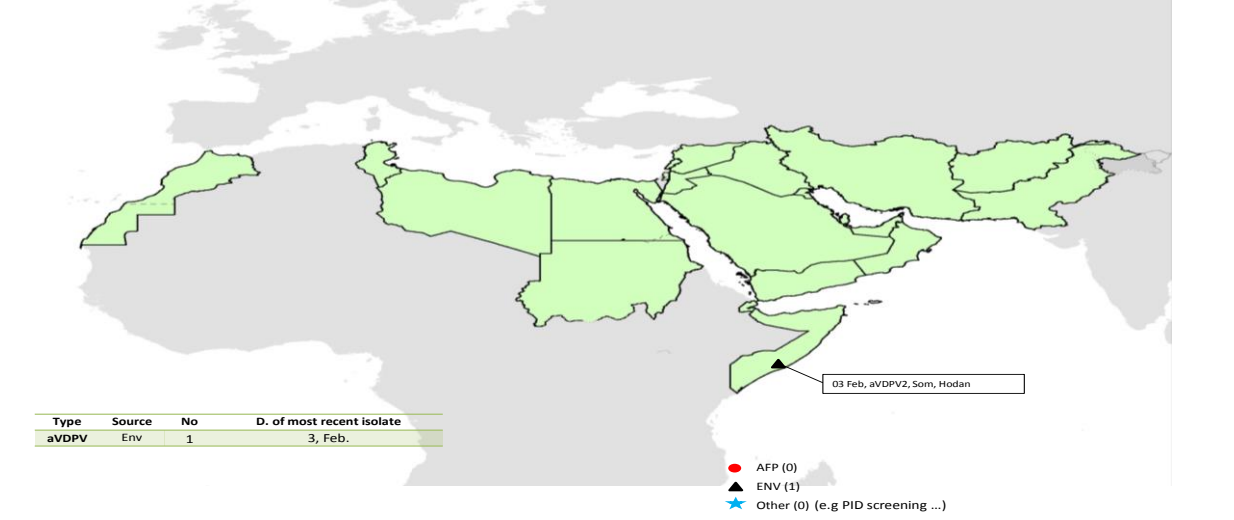 03 Feb, aVDPV2, Som, Hodan
Type Source No D. of most recent isolate
aVDPV Env 1 3, Feb.
AFP (0)
ENV (1)
Other (0) (e.g PID screening ...)